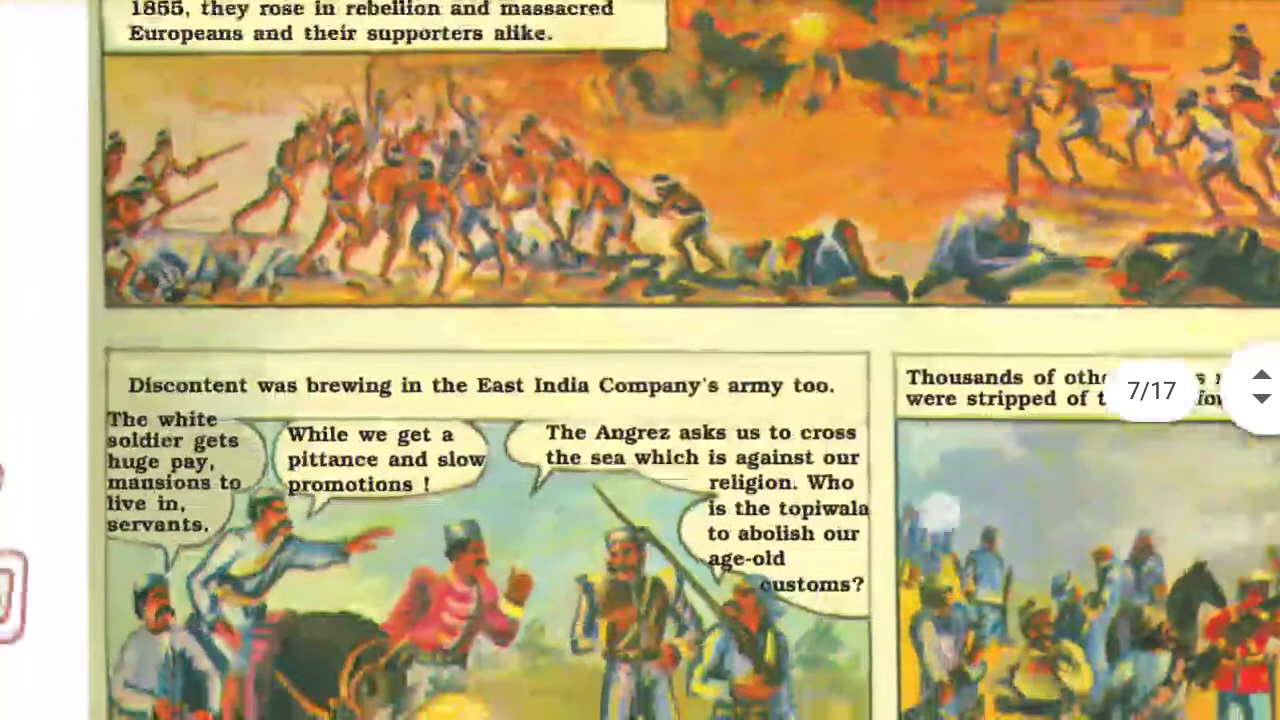 1855, they rose in rebellion and massacred
Europeans and their supporters alike.
Discontent was brewing in the East India Company's army too.
The white
soldier gets
huge pay,
mansions to
live in,
servants.
While we get a
pittance and slow
promotions !
The Angrez asks us to cross
the sea which is against our
religion. Who
is the topiwala
to abolish our
age-old
customs?
Thousands of
were stripped of
7/17